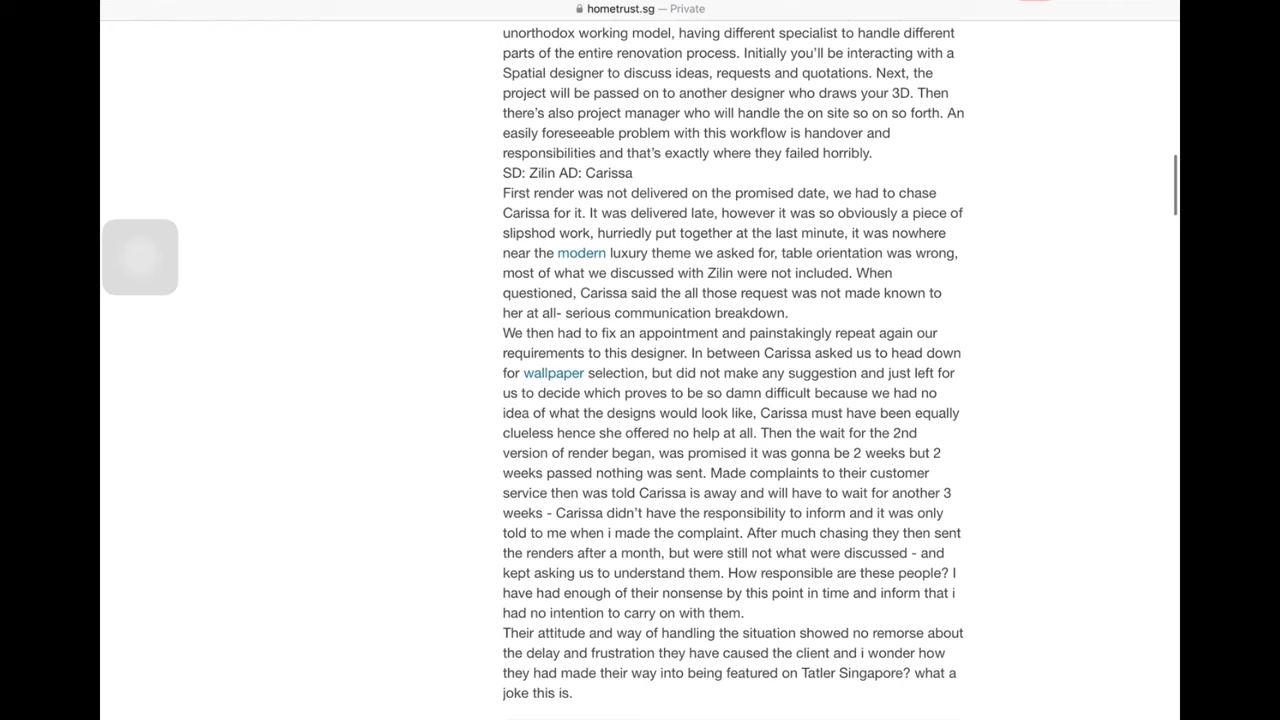 hometrust.sg — Private
unorthodox working model, having different specialist to handle different
parts of the entire renovation process. Initially you’ll be interacting with a
Spatial designer to discuss ideas, requests and quotations. Next, the
project will be passed on to another designer who draws your 3D. Then
there’s also project manager who will handle the on site so on so forth. An
easily foreseeable problem with this workflow is handover and
responsibilities and that’s exactly where they failed horribly.
SD: Zilin AD: Carissa
First render was not delivered on the promised date, we had to chase
Carissa for it. It was delivered late, however it was so obviously a piece of
slipshod work, hurriedly put together at the last minute, it was nowhere
near the modern luxury theme we asked for, table orientation was wrong,
most of what we discussed with Zilin were not included. When
questioned, Carissa said the all those request was not made known to
her at all- serious communication breakdown.
We then had to fix an appointment and painstakingly repeat again our
requirements to this designer. In between Carissa asked us to head down
for wallpaper selection, but did not make any suggestion and just left for
us to decide which proves to be so damn difficult because we had no
idea of what the designs would look like, Carissa must have been equally
clueless hence she offered no help at all. Then the wait for the 2nd
version of render began, was promised it was gonna be 2 weeks but 2
weeks passed nothing was sent. Made complaints to their customer
service then was told Carissa is away and will have to wait for another 3
weeks - Carissa didn’t have the responsibility to inform and it was only
told to me when i made the complaint. After much chasing they then sent
the renders after a month, but were still not what were discussed - and
kept asking us to understand them. How responsible are these people? I
have had enough of their nonsense by this point in time and inform that i
had no intention to carry on with them.
Their attitude and way of handling the situation showed no remorse about
the delay and frustration they have caused the client and i wonder how
they had made their way into being featured on Tatler Singapore? what a
joke this is.